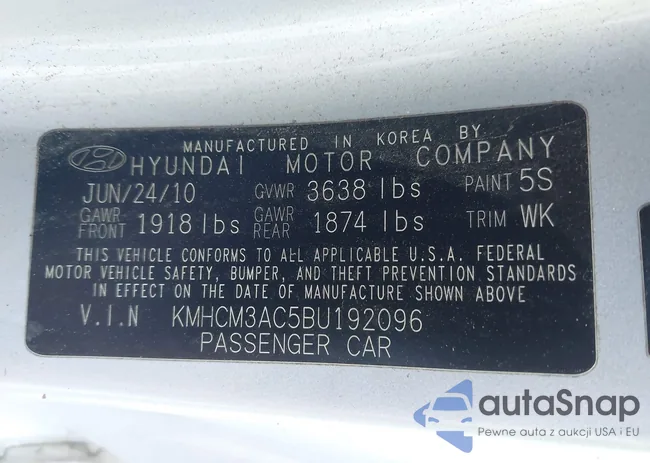 MANUFACTURED IN KOREA BY
HYUNDAI MOTOR COMPANY
JUN/24/10 GVWR 3638 lbs PAINT 5S
GAWR FRONT 1918 lbs GAWR REAR 1874 lbs TRIM WK
THIS VEHICLE CONFORMS TO ALL APPLICABLE U.S.A. FEDERAL
MOTOR VEHICLE SAFETY, BUMPER, AND THEFT PREVENTION STANDARDS
IN EFFECT ON THE DATE OF MANUFACTURE SHOWN ABOVE
V.I.N KMHCM3AC5BU192096
PASSENGER CAR
autoSnap
Pewne auta z aukcji USA i EU